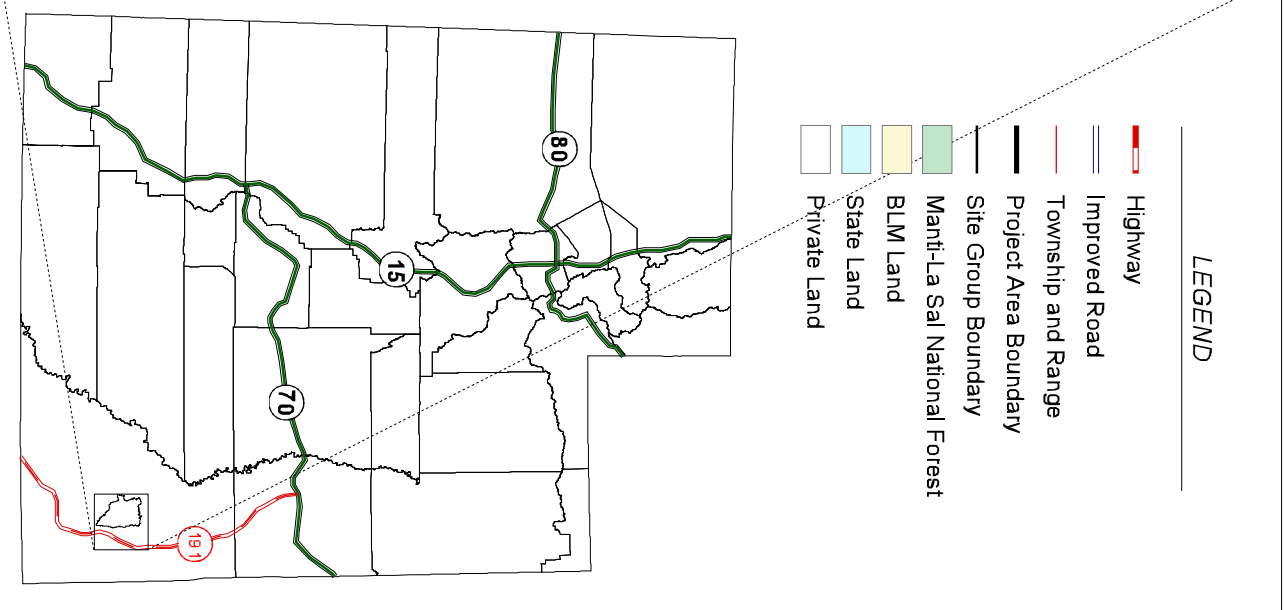 LEGEND
Highway
Improved Road
Township and Range
Project Area Boundary
Site Group Boundary
Manti-La Sal National Forest
BLM Land
State Land
Private Land
80
15
70
191